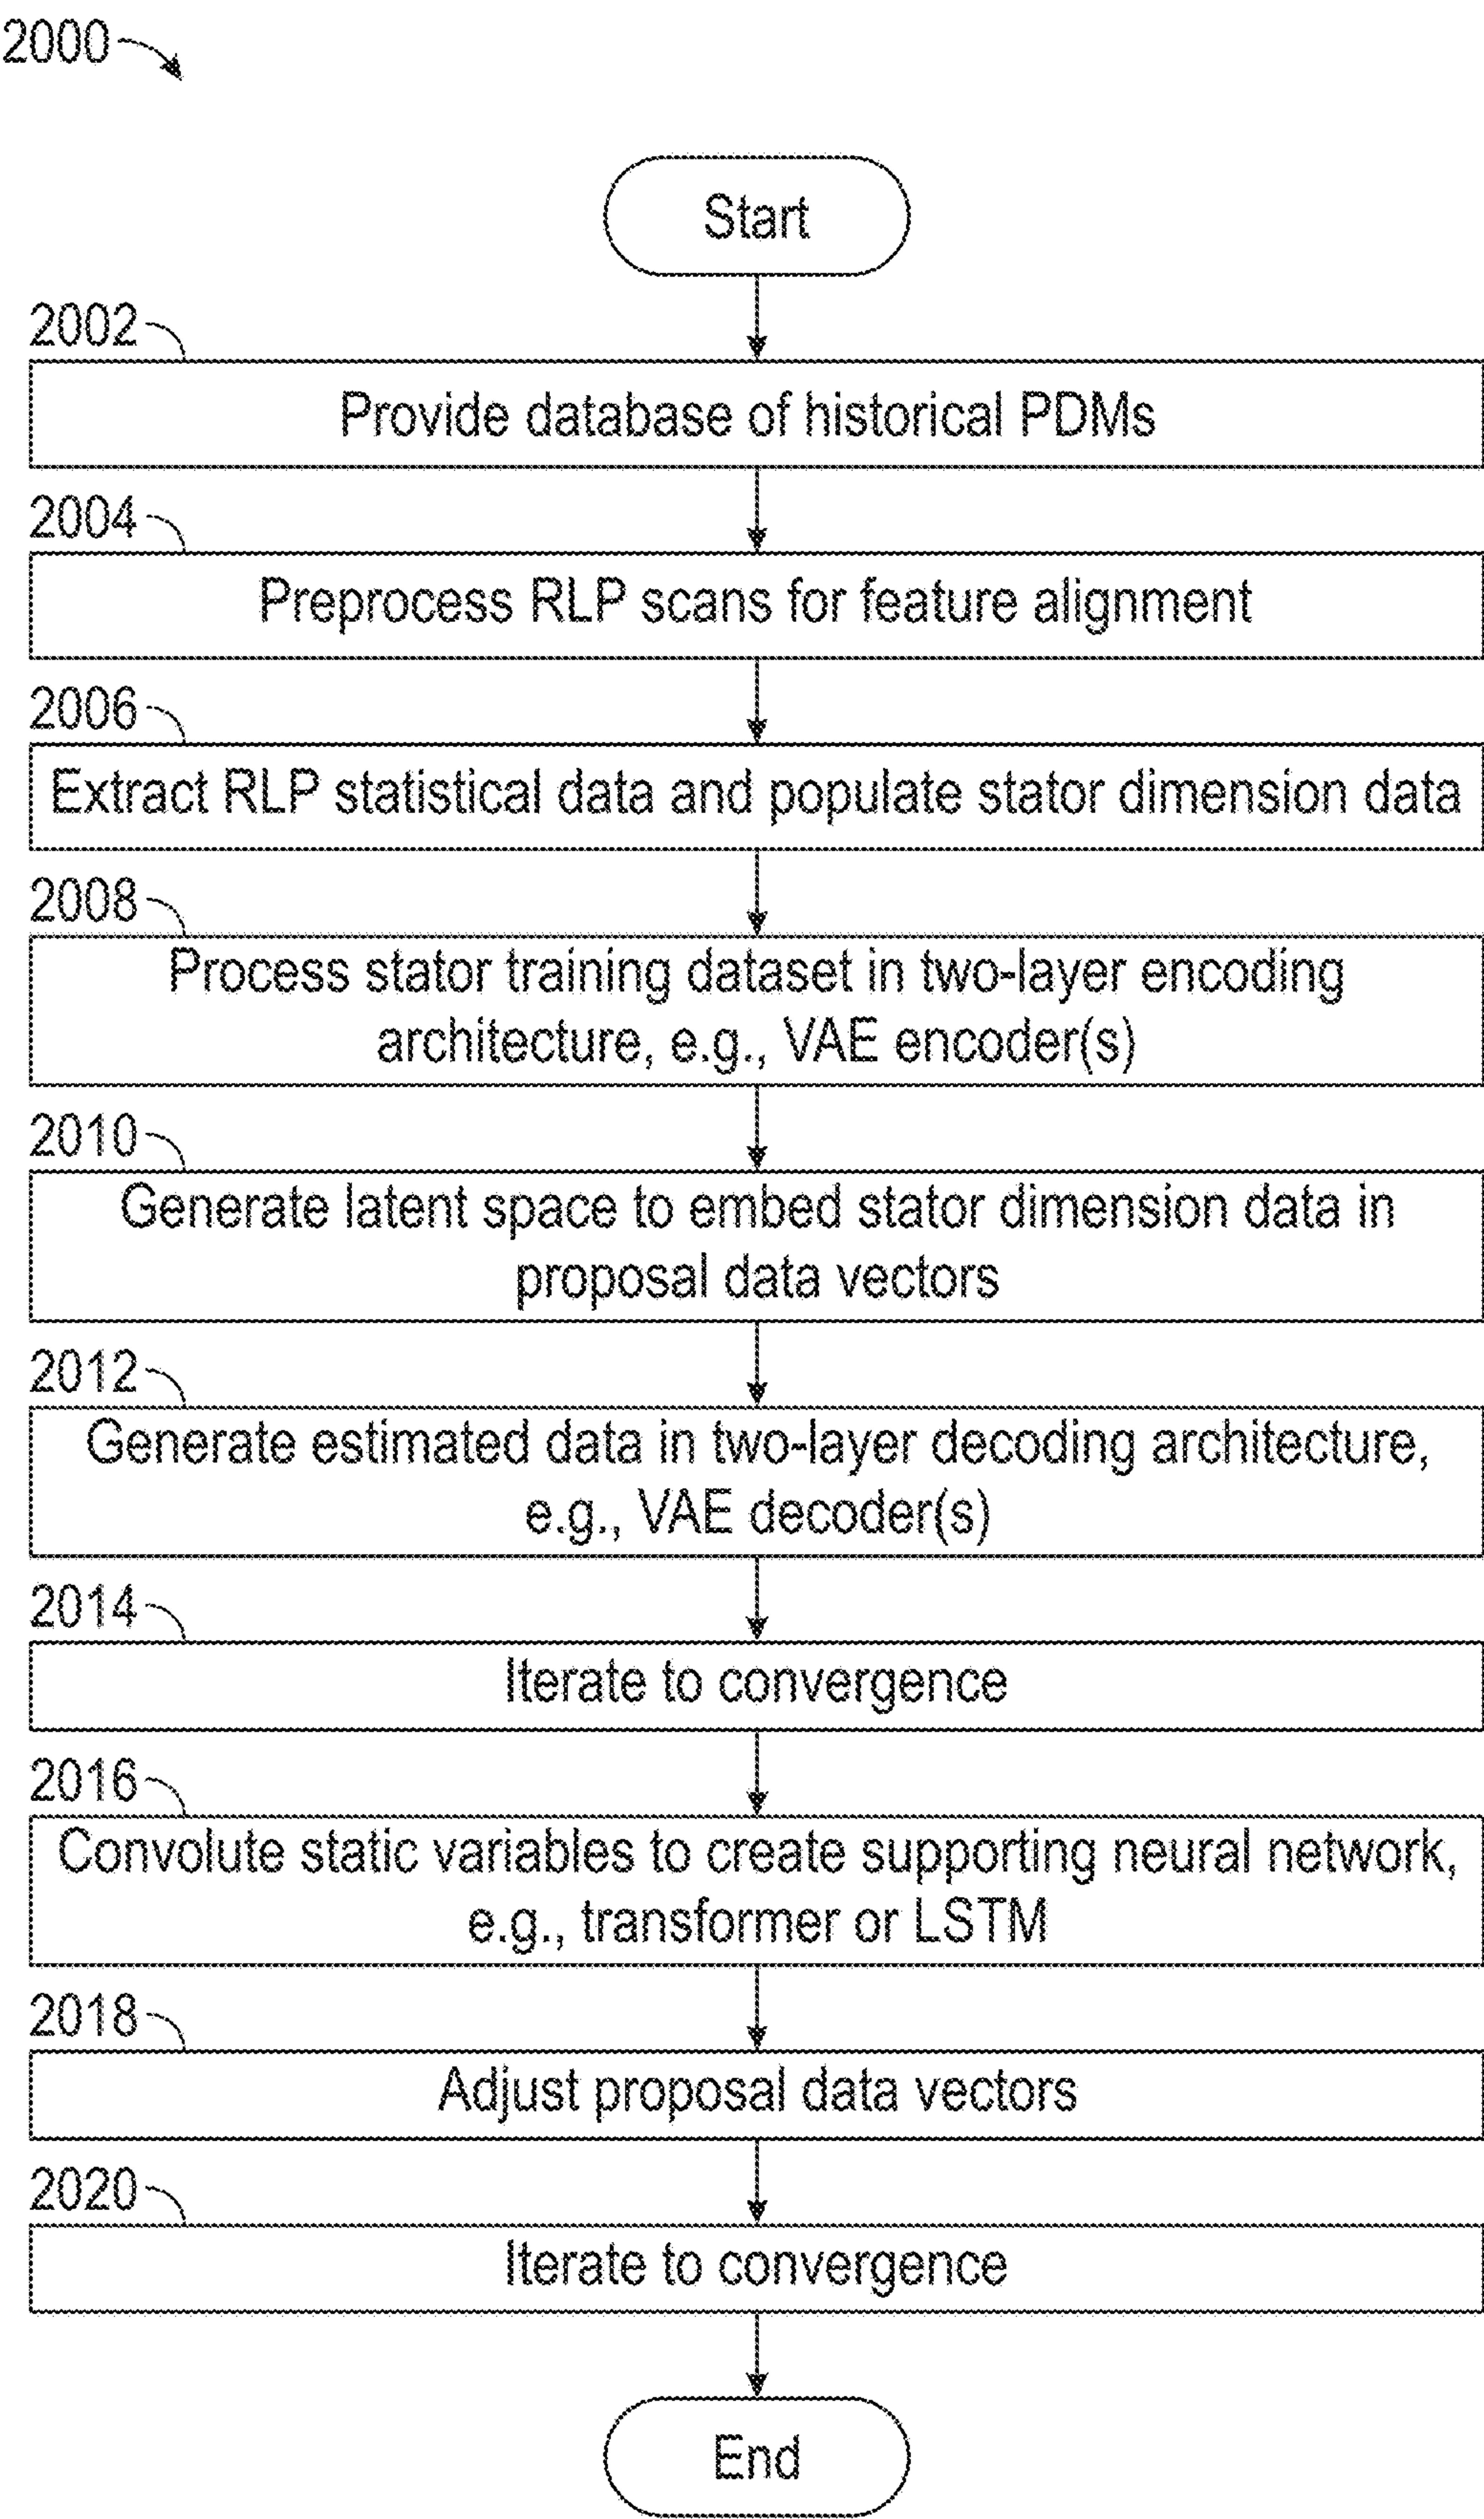 2000
Start
2002
Provide database of historical PDMs
2004
Preprocess RLP scans for feature alignment
2006
Extract RLP statistical data and populate stator dimension data
2008
Process stator training dataset in two-layer encoding
architecture, e.g., VAE encoder(s)
2010
Generate latent space to embed stator dimension data in
proposal data vectors
2012
Generate estimated data in two-layer decoding architecture,
e.g., VAE decoder(s)
2014
Iterate to convergence
2016
Convolute static variables to create supporting neural network,
e.g., transformer or LSTM
2018
Adjust proposal data vectors
2020
Iterate to convergence
End